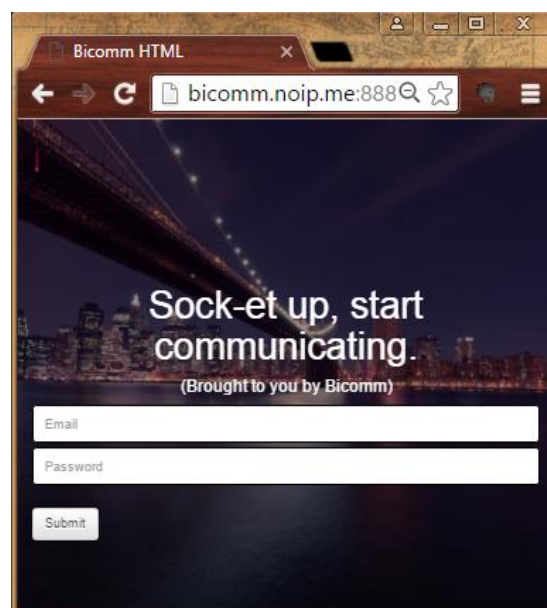 Bicomm HTML
bicomm.noip.me:888
Sock-et up, start
communicating.
(Brought to you by Bicomm)
Email
Password
Submit